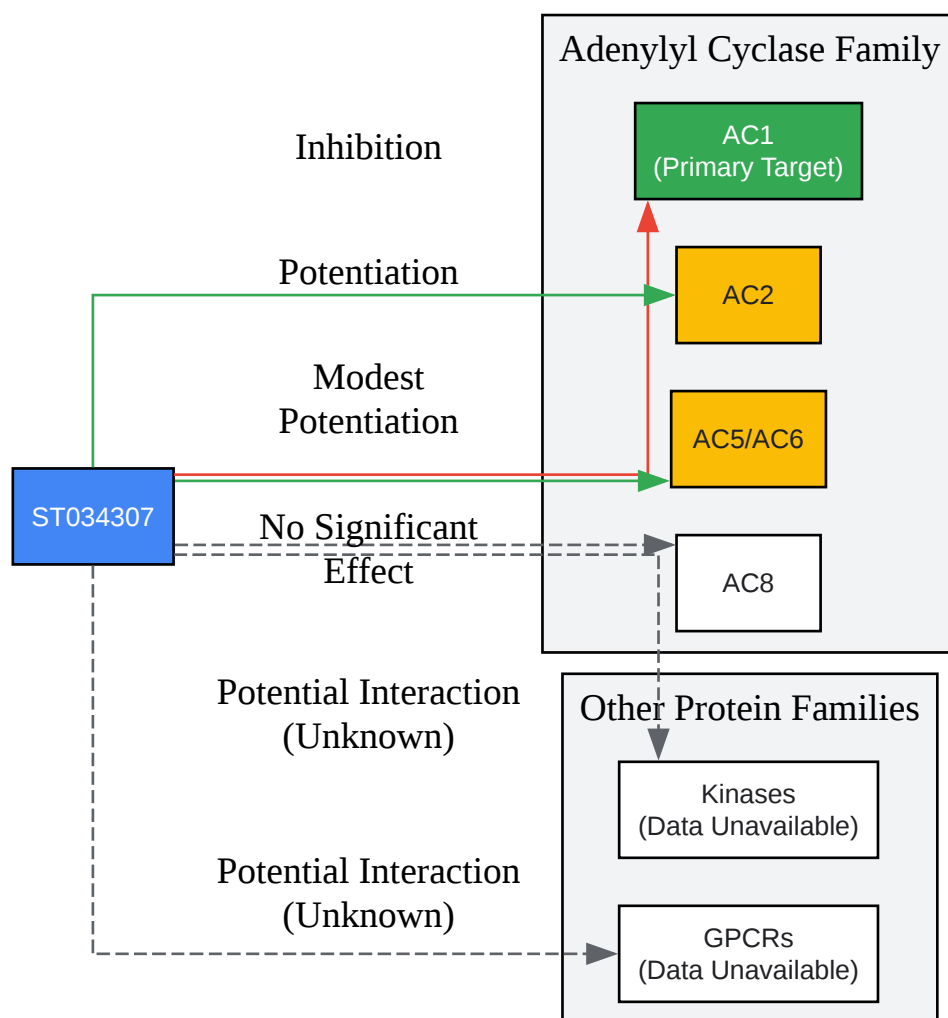 Adenylyl Cyclase Family
Inhibition
AC1
(Primary Target)
Potentiation
AC2
Modest
Potentiation
AC5/AC6
ST034307
No Significant
Effect
AC8
Potential Interaction
(Unknown)
Other Protein Families
Kinases
(Data Unavailable)
Potential Interaction
(Unknown)
GPCRs
(Data Unavailable)